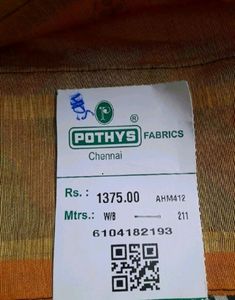 P
®
POTHYS FABRICS
Chennai
Rs. : 1375.00 AHM412
Mtrs.: W/B 211
6104182193